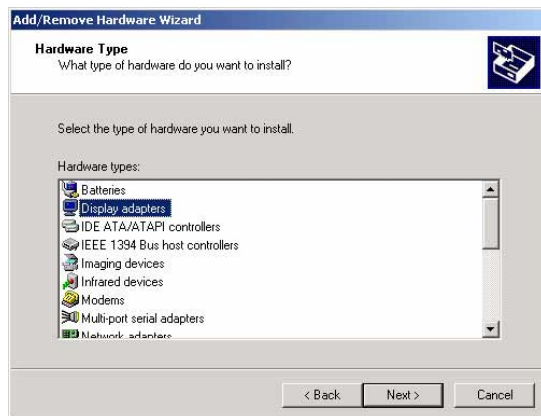 Add/Remove Hardware Wizard
Hardware Type
What type of hardware do you want to install?
Select the type of hardware you want to install.
Hardware types:
Batteries
Display adapters
IDE ATA/ATAPI controllers
IEEE 1394 Bus host controllers
Imaging devices
Infrared devices
Modems
Multi-port serial adapters
Network adapters
< Back
Next >
Cancel